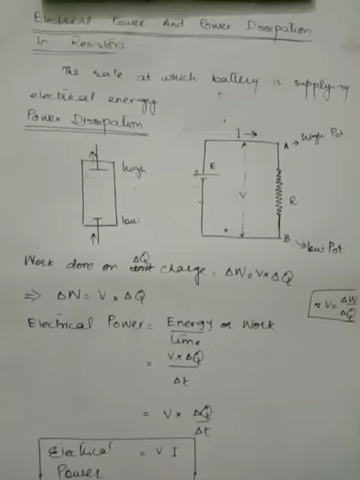 Electrical Power And Power Dissipation
In Resistors
The rate at which battery is supplying
electrical energy
Power Dissipation
high
low
I →
A → High Pot
E
V
R
B → low Pot
Work done on ΔQ charge = ΔW = V × ΔQ
⇒ ΔW = V × ΔQ
∵ V = ΔW/ΔQ
Electrical Power = Energy or Work
Time
= V × ΔQ
Δt
= V × ΔQ
Δt
Electrical = V I
Power